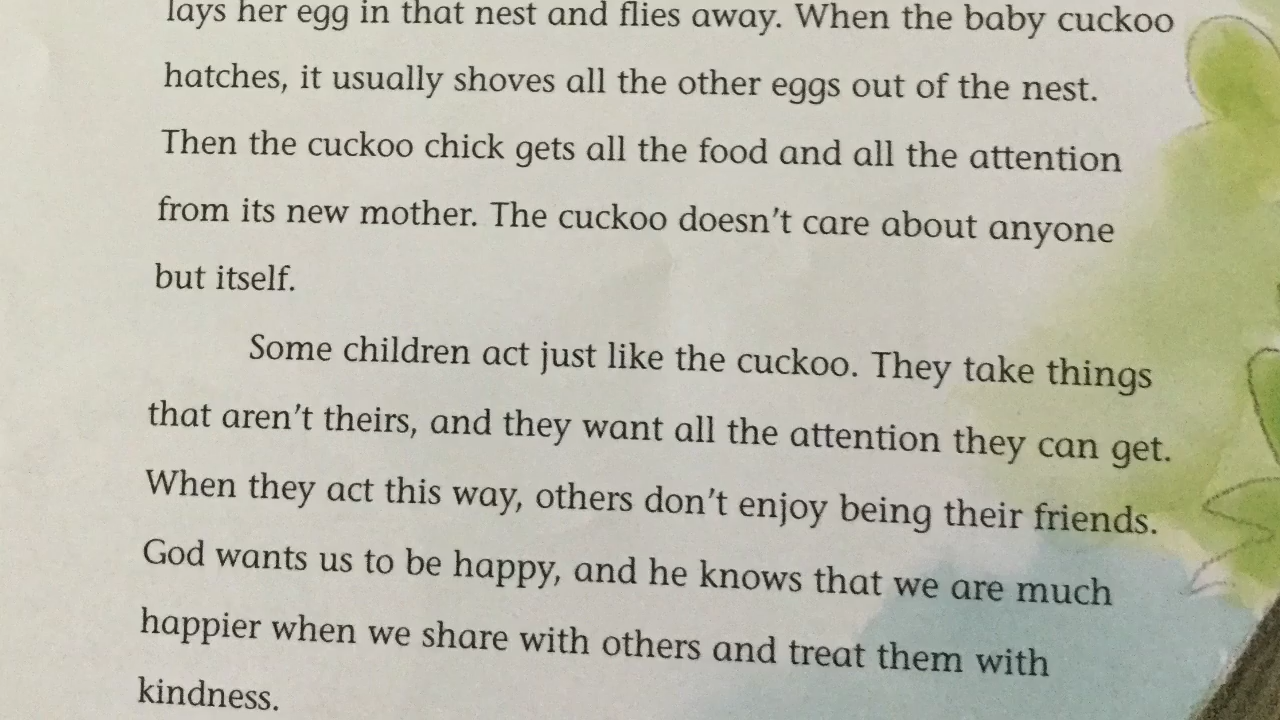 lays her egg in that nest and flies away. When the baby cuckoo
hatches, it usually shoves all the other eggs out of the nest.
Then the cuckoo chick gets all the food and all the attention
from its new mother. The cuckoo doesn't care about anyone
but itself.
Some children act just like the cuckoo. They take things
that aren't theirs, and they want all the attention they can get.
When they act this way, others don't enjoy being their friends.
God wants us to be happy, and he knows that we are much
happier when we share with others and treat them with
kindness.